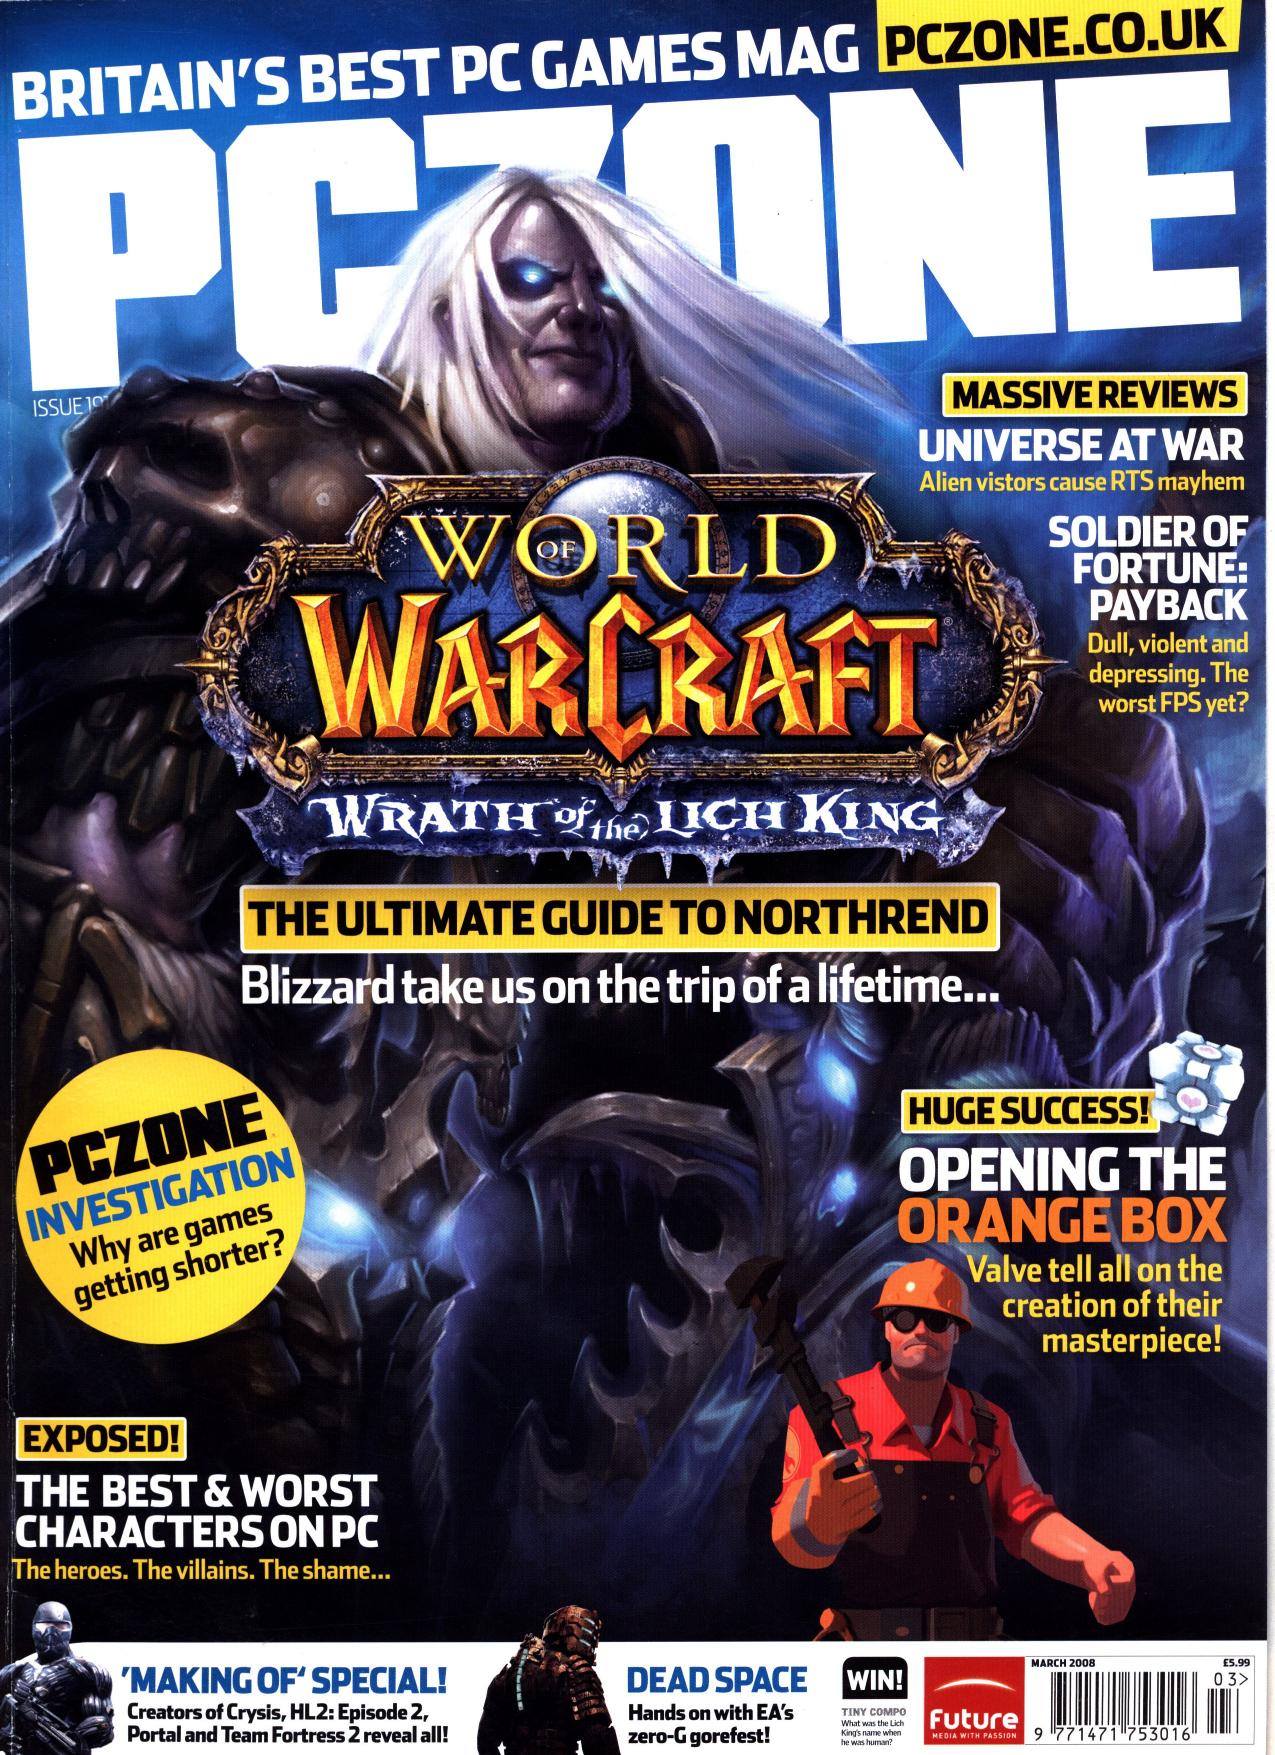 BRITAIN'S BEST PC GAMES MAG
PCZONE.CO.UK
PCZONE
ISSUE
MASSIVE REVIEWS
UNIVERSE AT WAR
Alien vistors cause RTS mayhem
SOLDIER OF
FORTUNE:
PAYBACK
Dull, violent and
depressing. The
worst FPS yet?
WORLD
OF
WARCRAFT®
WRATH of the LICH KING
THE ULTIMATE GUIDE TO NORTHREND
Blizzard take us on the trip of a lifetime...
PCZONE
INVESTIGATION
Why are games
getting shorter?
HUGE SUCCESS!
OPENING THE
ORANGE BOX
Valve tell all on the
creation of their
masterpiece!
EXPOSED!
THE BEST & WORST
CHARACTERS ON PC
The heroes. The villains. The shame...
'MAKING OF' SPECIAL!
Creators of Crysis, HL2: Episode 2,
Portal and Team Fortress 2 reveal all!
DEAD SPACE
Hands on with EA's
zero-G gorefest!
WIN!
TINY COMPO
What was the Lich
King's name when
he was human?
Future
MEDIA WITH PASSION
MARCH 2008
£5.99
03>
9 771471 753016